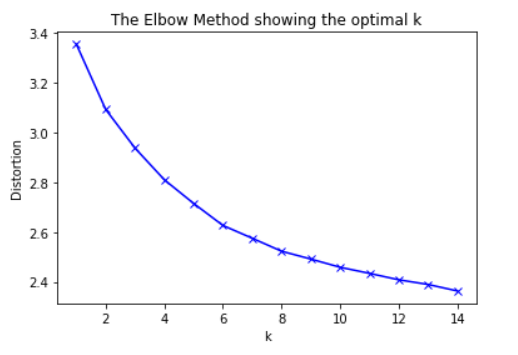 The Elbow Method showing the optimal k
3.4
3.2
3.0
2.8
2.6
2.4
Distortion
2 4 6 8 10 12 14
k